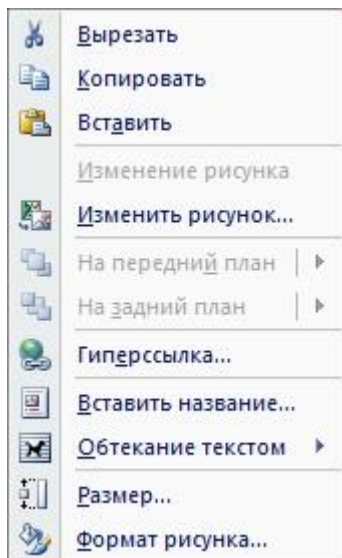 Вырезать
Копировать
Вставить
Изменение рисунка
Изменить рисунок...
На передний план
На задний план
Гиперссылка...
Вставить название...
Обтекание текстом
Размер...
Формат рисунка...